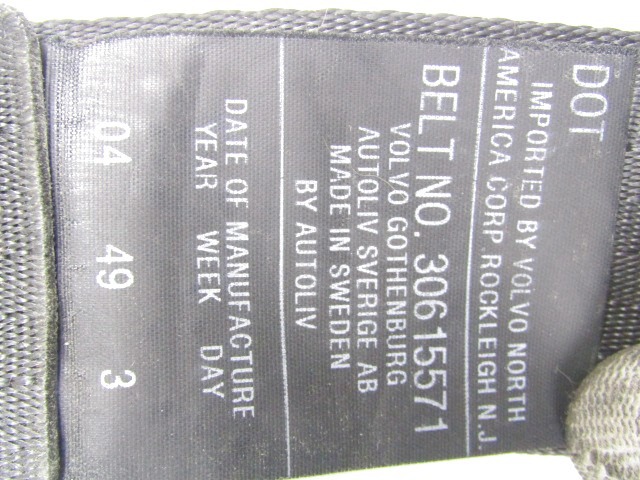 DOT
IMPORTED BY VOLVO NORTH
AMERICA CORP ROCKLEIGH N.J.
BELT NO. 30615571
VOLVO GOTHENBURG
AUTOLIV SVERIGE AB
MADE IN SWEDEN
BY AUTOLIV
DATE OF MANUFACTURE
YEAR WEEK DAY
04 49 3